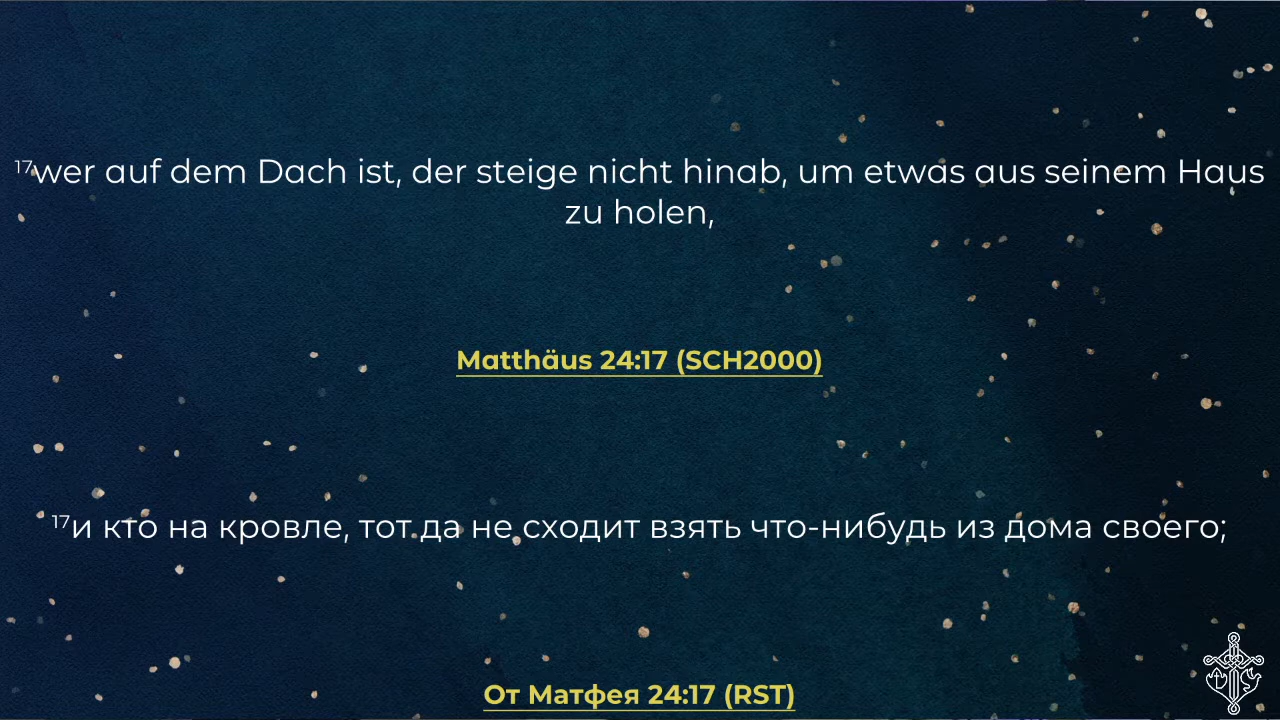 17wer auf dem Dach ist, der steige nicht hinab, um etwas aus seinem Haus
zu holen,
Matthäus 24:17 (SCH2000)
17и кто на кровле, тот да не сходит взять что-нибудь из дома своего;
От Матфея 24:17 (RST)